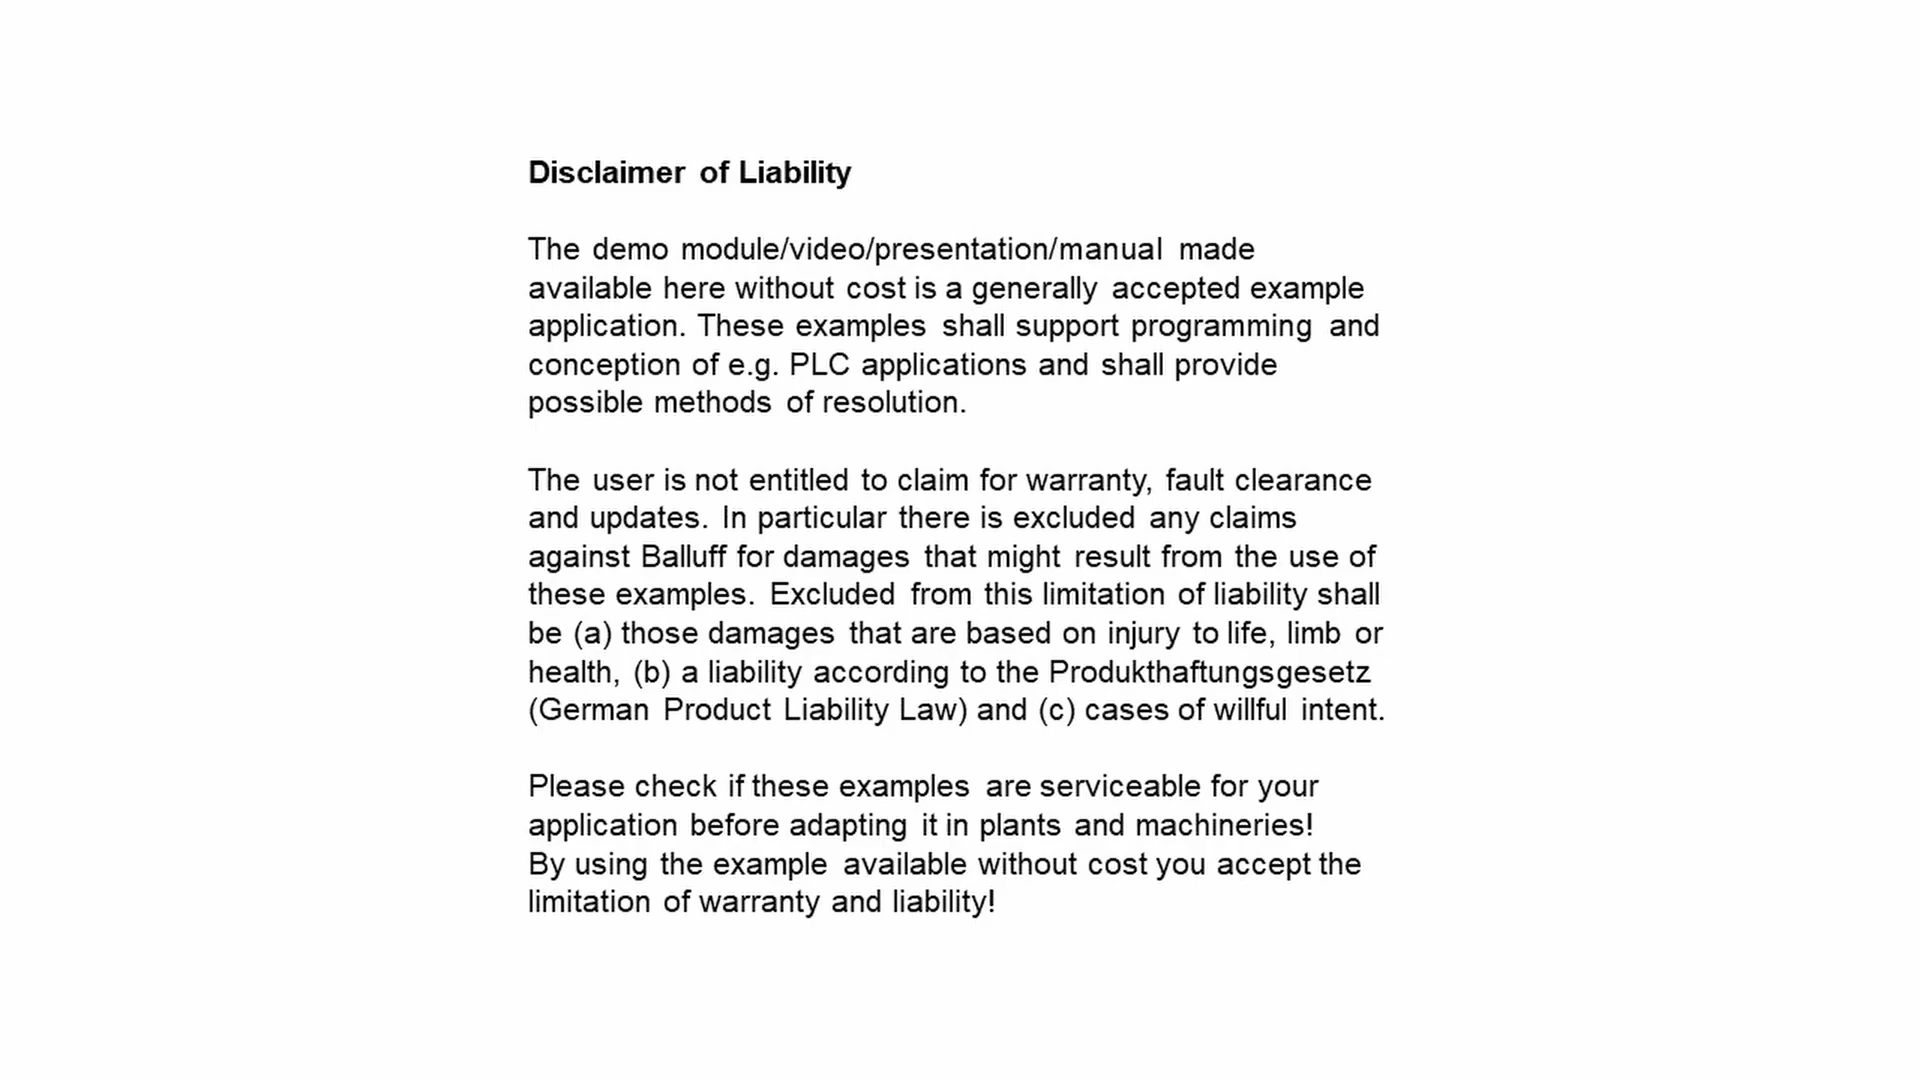 Disclaimer of Liability
The demo module/video/presentation/manual made
available here without cost is a generally accepted example
application. These examples shall support programming and
conception of e.g. PLC applications and shall provide
possible methods of resolution.
The user is not entitled to claim for warranty, fault clearance
and updates. In particular there is excluded any claims
against Balluff for damages that might result from the use of
these examples. Excluded from this limitation of liability shall
be (a) those damages that are based on injury to life, limb or
health, (b) a liability according to the Produkthaftungsgesetz
(German Product Liability Law) and (c) cases of willful intent.
Please check if these examples are serviceable for your
application before adapting it in plants and machineries!
By using the example available without cost you accept the
limitation of warranty and liability!